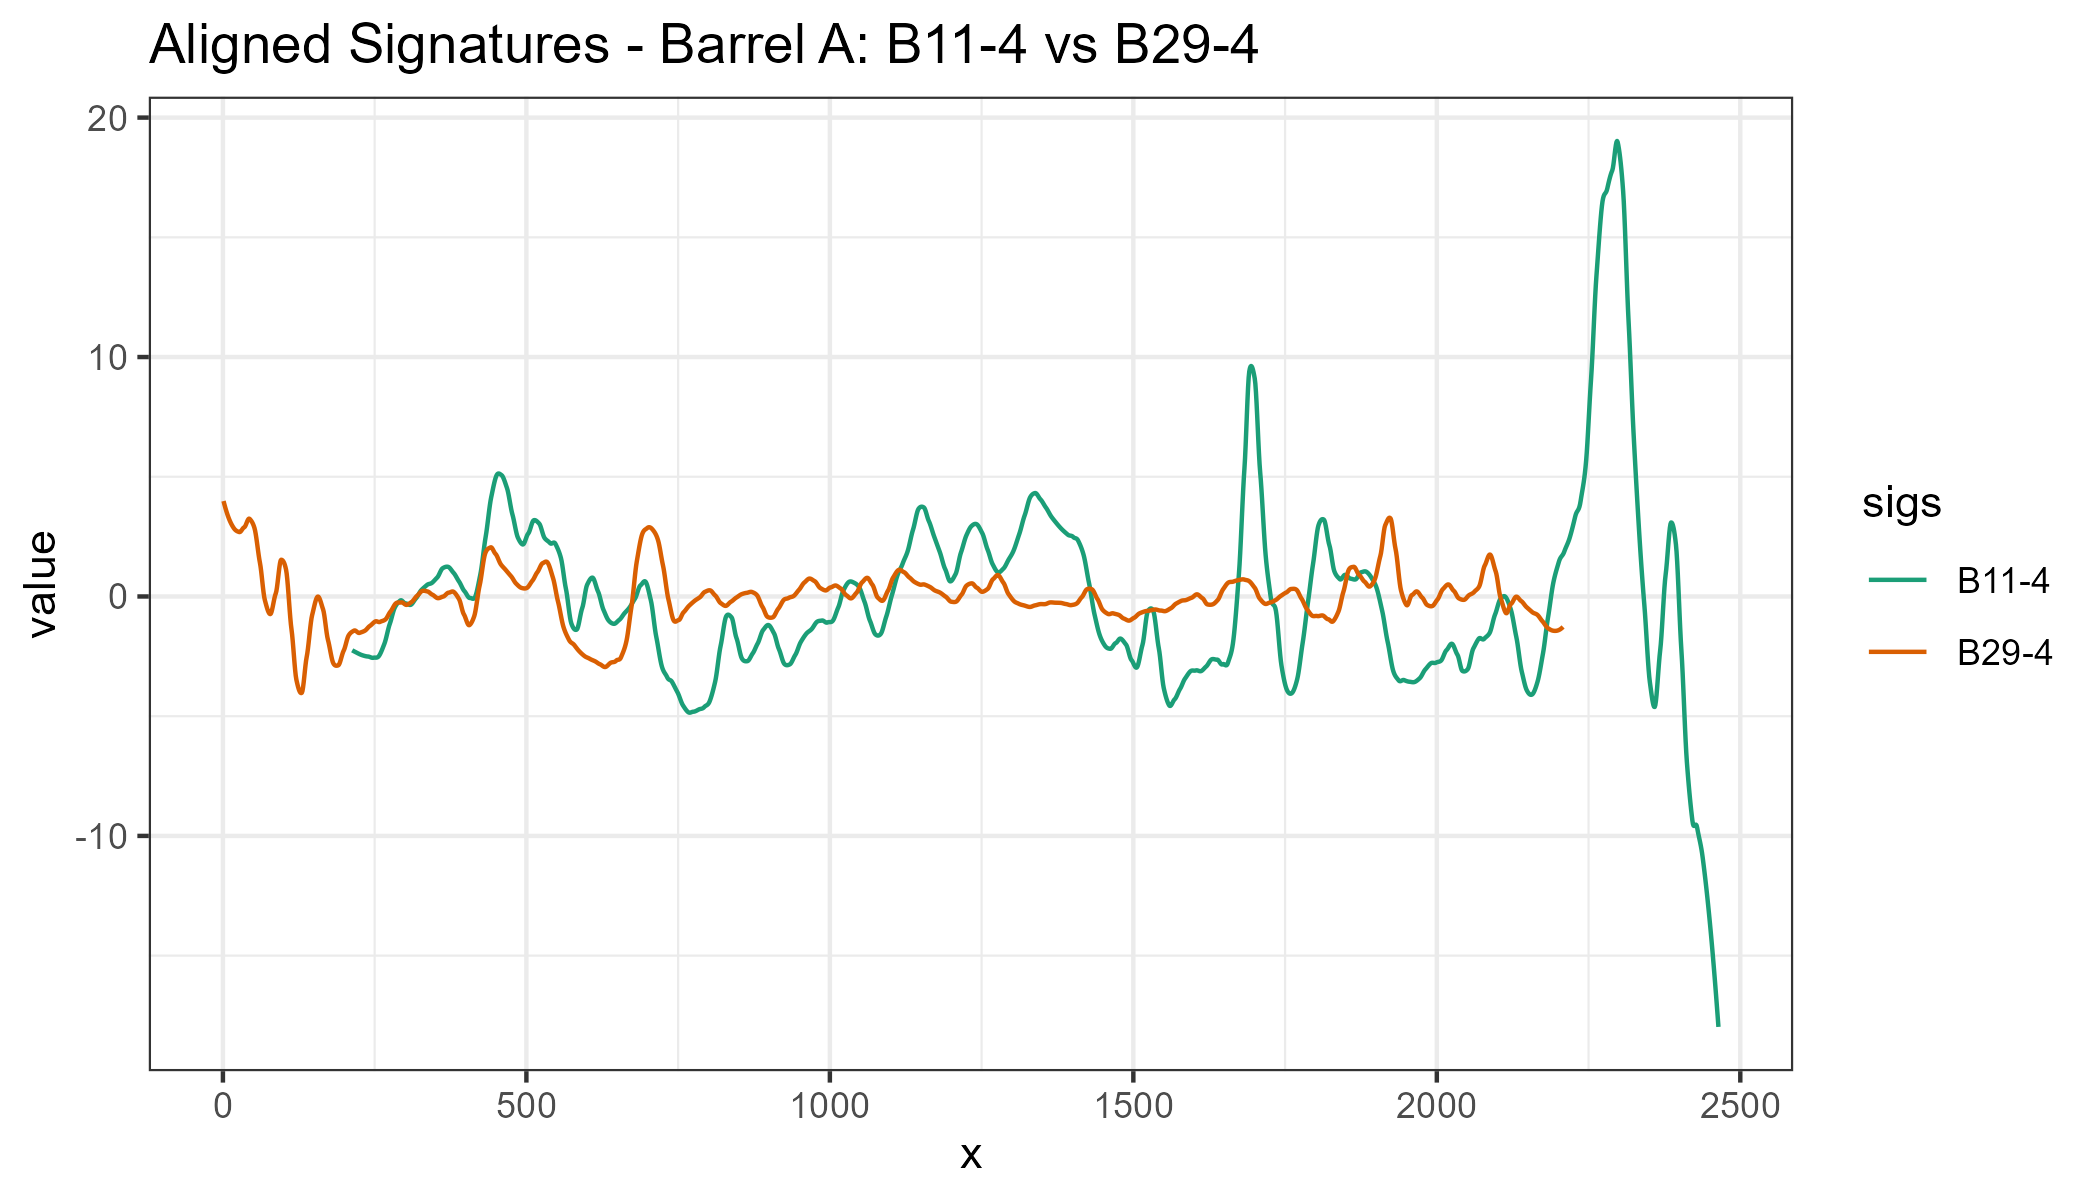 Aligned Signatures - Barrel A: B11-4 vs B29-4
20
10
0
-10
value
0 500 1000 1500 2000 2500
x
sigs
B11-4
B29-4